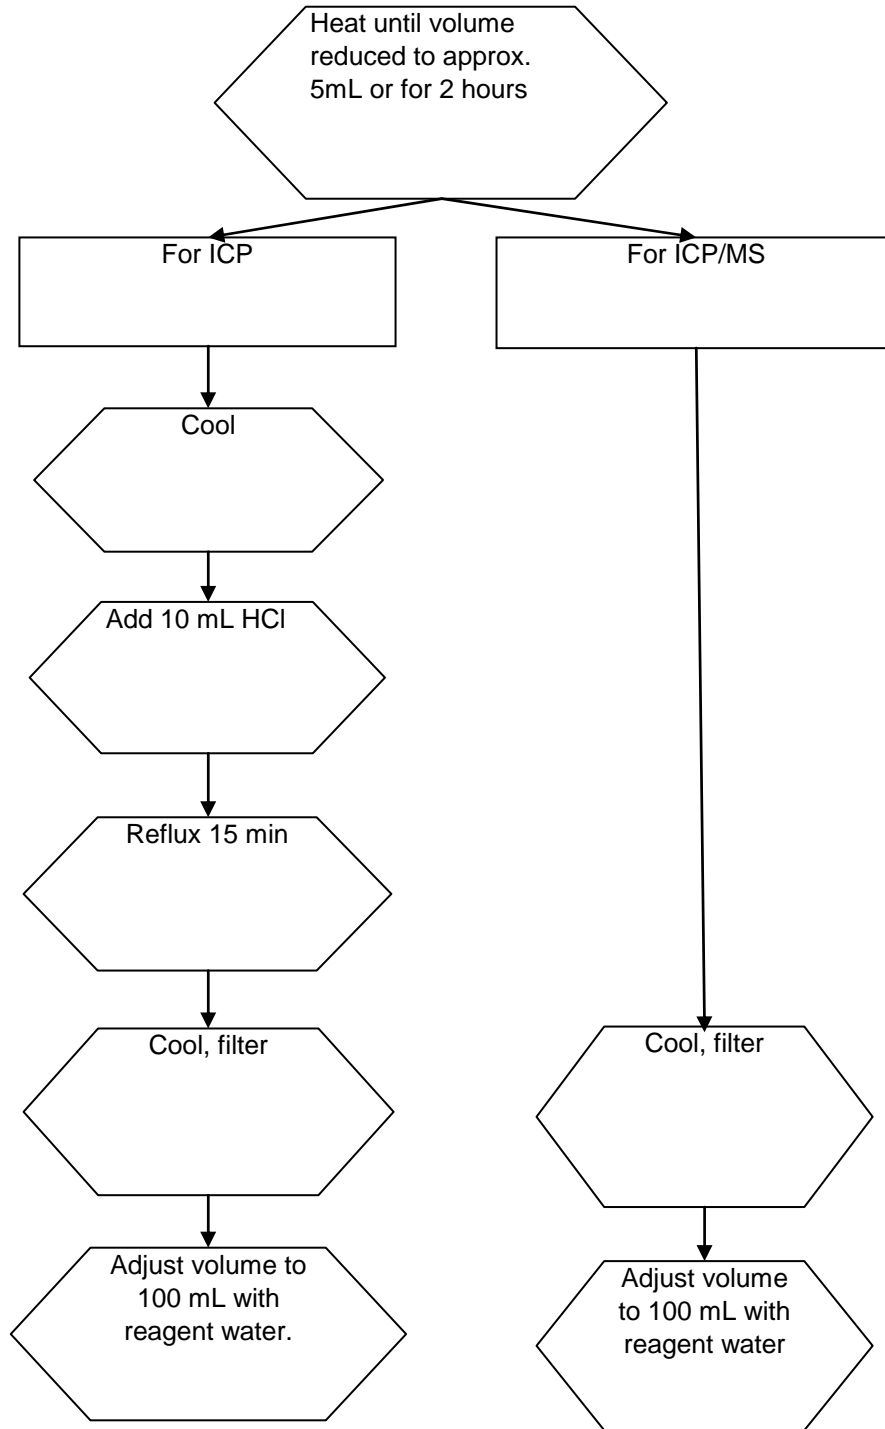 Heat until volume
reduced to approx.
5mL or for 2 hours
For ICP
For ICP/MS
Cool
Add 10 mL HCl
Reflux 15 min
Cool, filter
Cool, filter
Adjust volume to
100 mL with
reagent water.
Adjust volume
to 100 mL with
reagent water